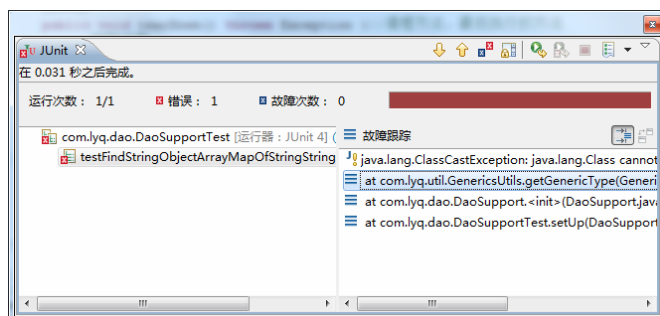 JUnit
在 0.031 秒之后完成。
运行次数： 1/1 错误： 1 故障次数： 0
com.lyq.dao.DaoSupportTest [运行器：JUnit 4] (
testFindStringObjectArrayMapOfStringString
故障跟踪
java.lang.ClassCastException: java.lang.Class cannot
at com.lyq.util.GenericsUtils.getGenericType(Generi
at com.lyq.dao.DaoSupport.<init>(DaoSupport.java
at com.lyq.dao.DaoSupportTest.setUp(DaoSupport